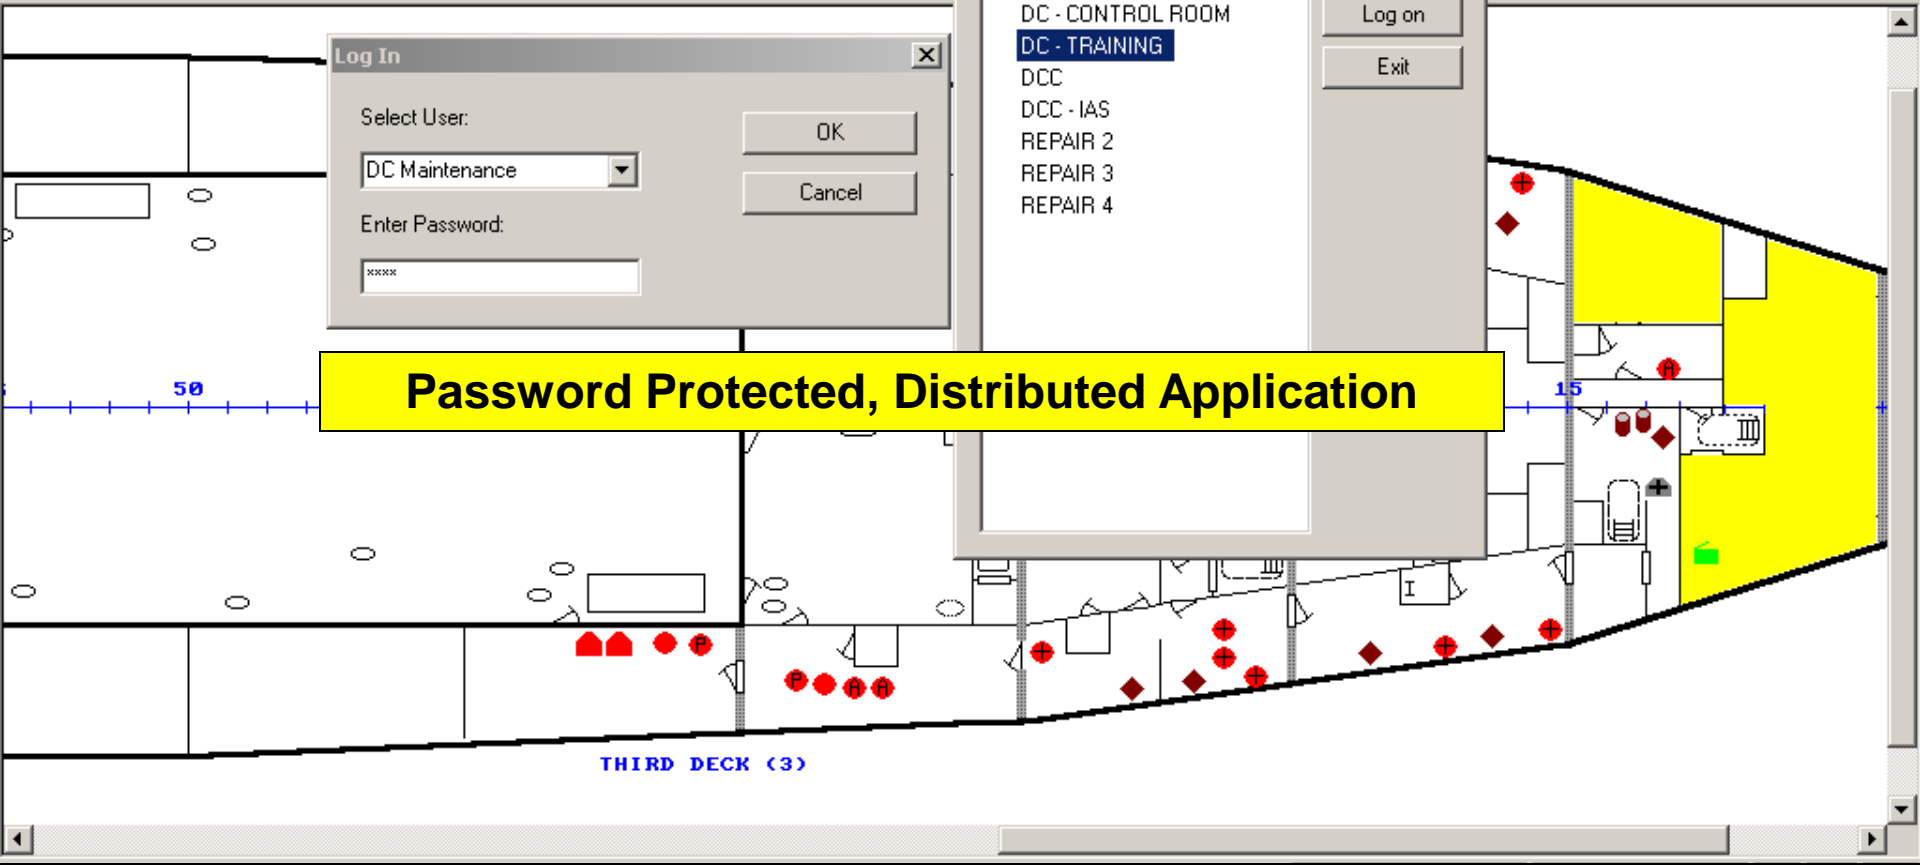 DC - CONTROL ROOM
Log on
DC - TRAINING
Log In
Exit
DCC
Select User:
DCC - IAS
OK
REPAIR 2
DC Maintenance
REPAIR 3
Cancel
REPAIR 4
Enter Password:
****
Password Protected, Distributed Application
50
15
A
I
P
P
A
A
THIRD DECK (3)